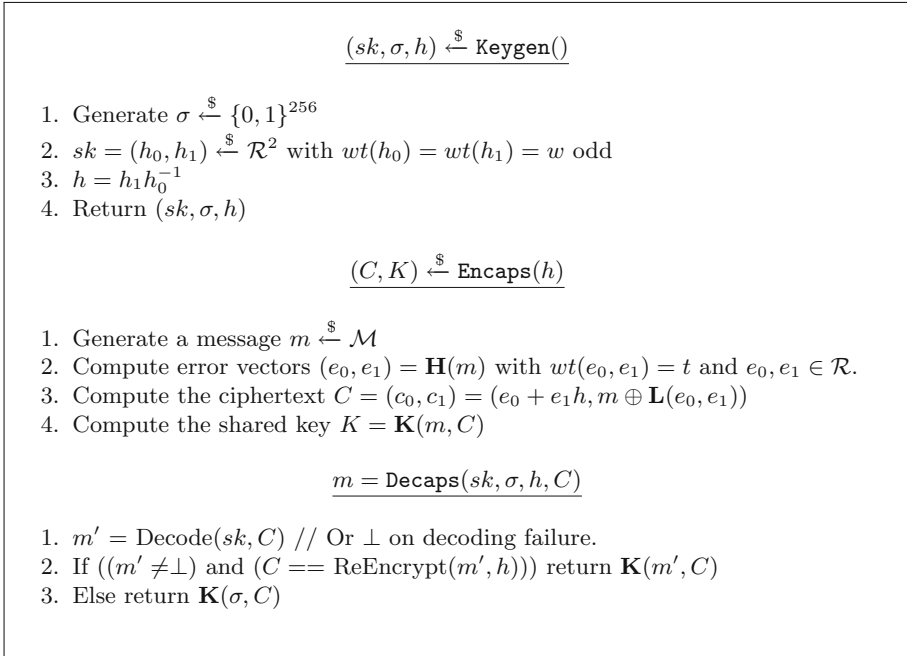 (sk, σ, h) ←$ Keygen()
1. Generate σ ←$ {0, 1}^256
2. sk = (h_0, h_1) ←$ ℛ^2 with wt(h_0) = wt(h_1) = w odd
3. h = h_1h_0^{-1}
4. Return (sk, σ, h)
(C, K) ←$ Encaps(h)
1. Generate a message m ←$ ℳ
2. Compute error vectors (e_0, e_1) = H(m) with wt(e_0, e_1) = t and e_0, e_1 ∈ ℛ.
3. Compute the ciphertext C = (c_0, c_1) = (e_0 + e_1h, m ⊕ L(e_0, e_1))
4. Compute the shared key K = K(m, C)
m = Decaps(sk, σ, h, C)
1. m′ = Decode(sk, C) // Or ⊥ on decoding failure.
2. If ((m′ ≠⊥) and (C == ReEncrypt(m′, h))) return K(m′, C)
3. Else return K(σ, C)